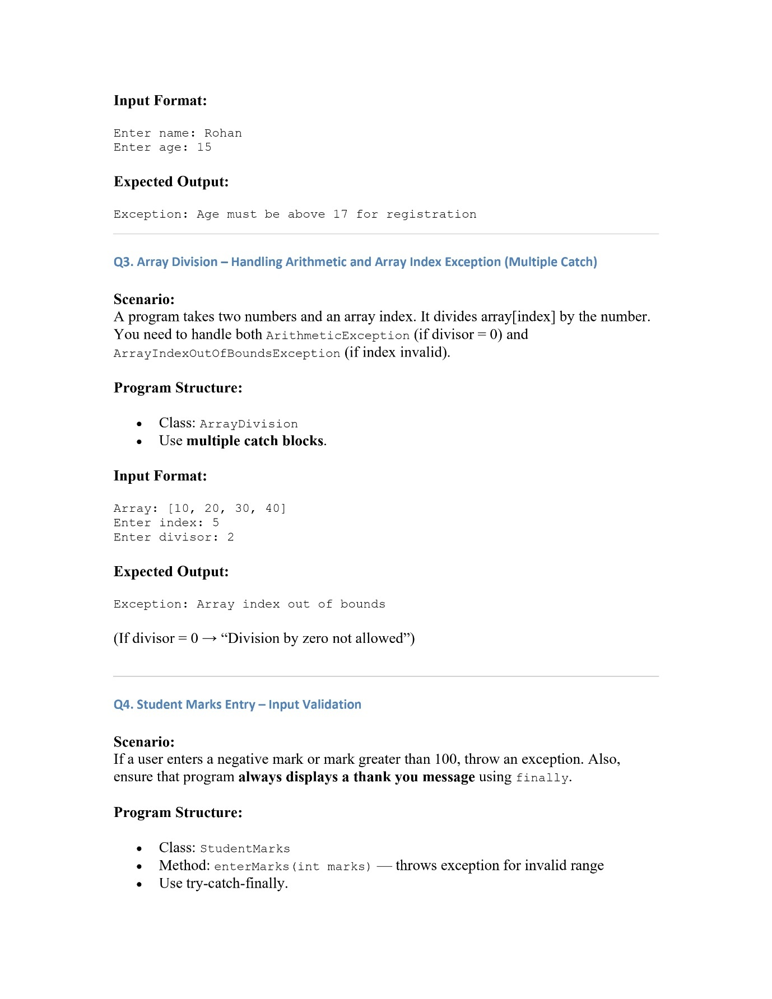 Input Format:
Enter name: Rohan
Enter age: 15
Expected Output:
Exception: Age must be above 17 for registration
Q3. Array Division – Handling Arithmetic and Array Index Exception (Multiple Catch)
Scenario:
A program takes two numbers and an array index. It divides array[index] by the number.
You need to handle both ArithmeticException (if divisor = 0) and
ArrayIndexOutOfBoundsException (if index invalid).
Program Structure:
• Class: ArrayDivision
• Use multiple catch blocks.
Input Format:
Array: [10, 20, 30, 40]
Enter index: 5
Enter divisor: 2
Expected Output:
Exception: Array index out of bounds
(If divisor = 0 → “Division by zero not allowed”)
Q4. Student Marks Entry – Input Validation
Scenario:
If a user enters a negative mark or mark greater than 100, throw an exception. Also,
ensure that program always displays a thank you message using finally.
Program Structure:
• Class: StudentMarks
• Method: enterMarks(int marks) — throws exception for invalid range
• Use try-catch-finally.